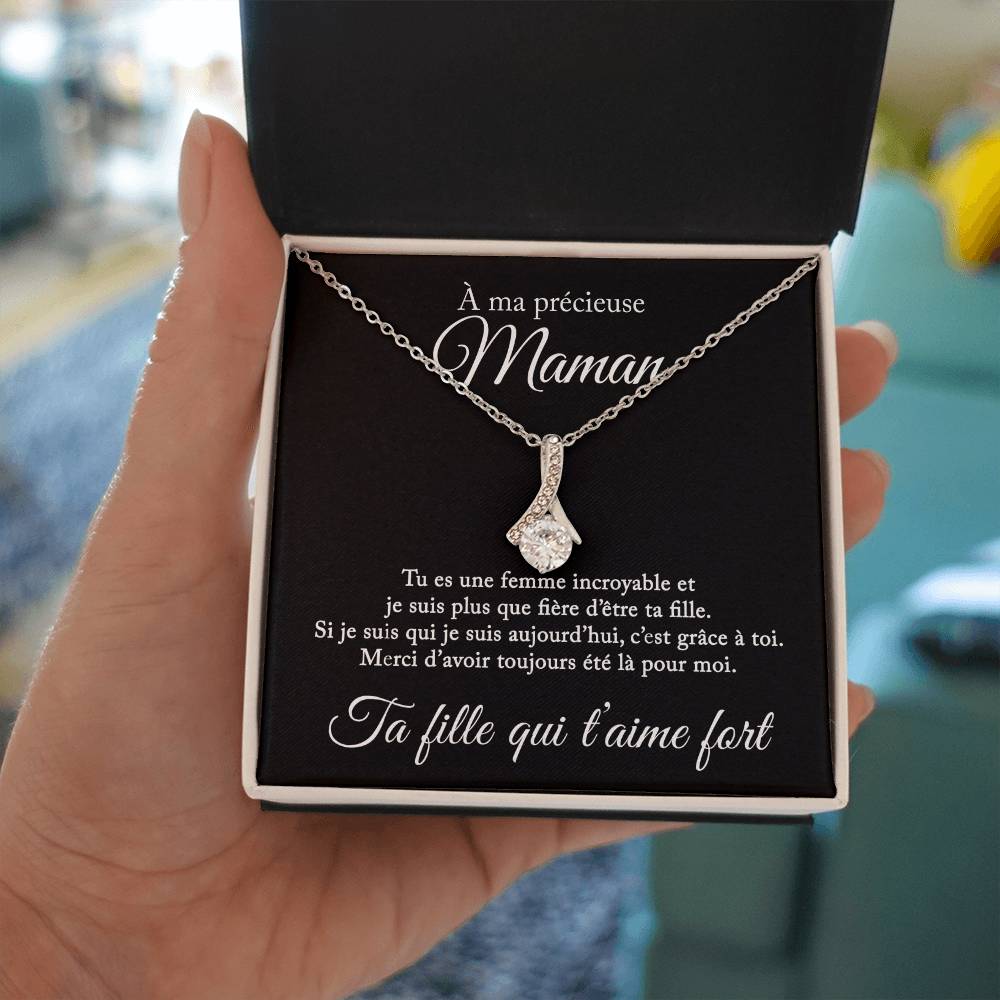 À ma précieuse
Maman
Tu es une femme incroyable et
je suis plus que fière d'être ta fille.
Si je suis qui je suis aujourd'hui, c'est grâce à toi.
Merci d'avoir toujours été là pour moi.
Ta fille qui t'aime fort